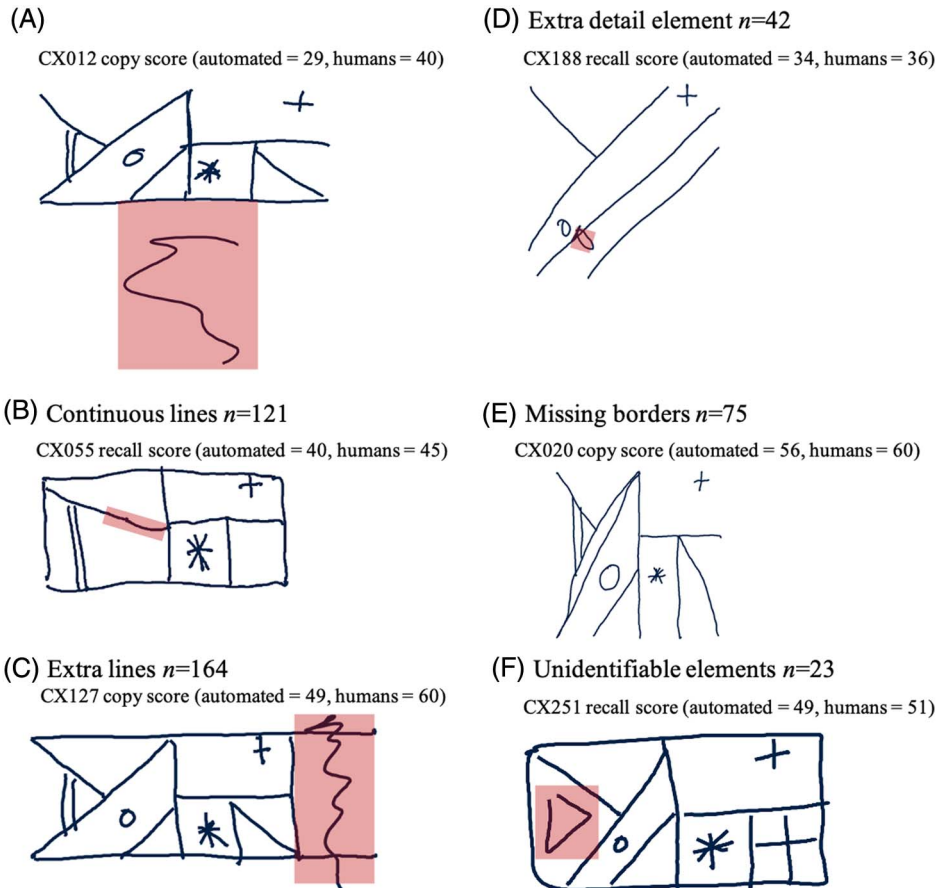 (A)
CX012 copy score (automated = 29, humans = 40)
(B) Continuous lines n=121
CX055 recall score (automated = 40, humans = 45)
(C) Extra lines n=164
CX127 copy score (automated = 49, humans = 60)
(D) Extra detail element n=42
CX188 recall score (automated = 34, humans = 36)
(E) Missing borders n=75
CX020 copy score (automated = 56, humans = 60)
(F) Unidentifiable elements n=23
CX251 recall score (automated = 49, humans = 51)